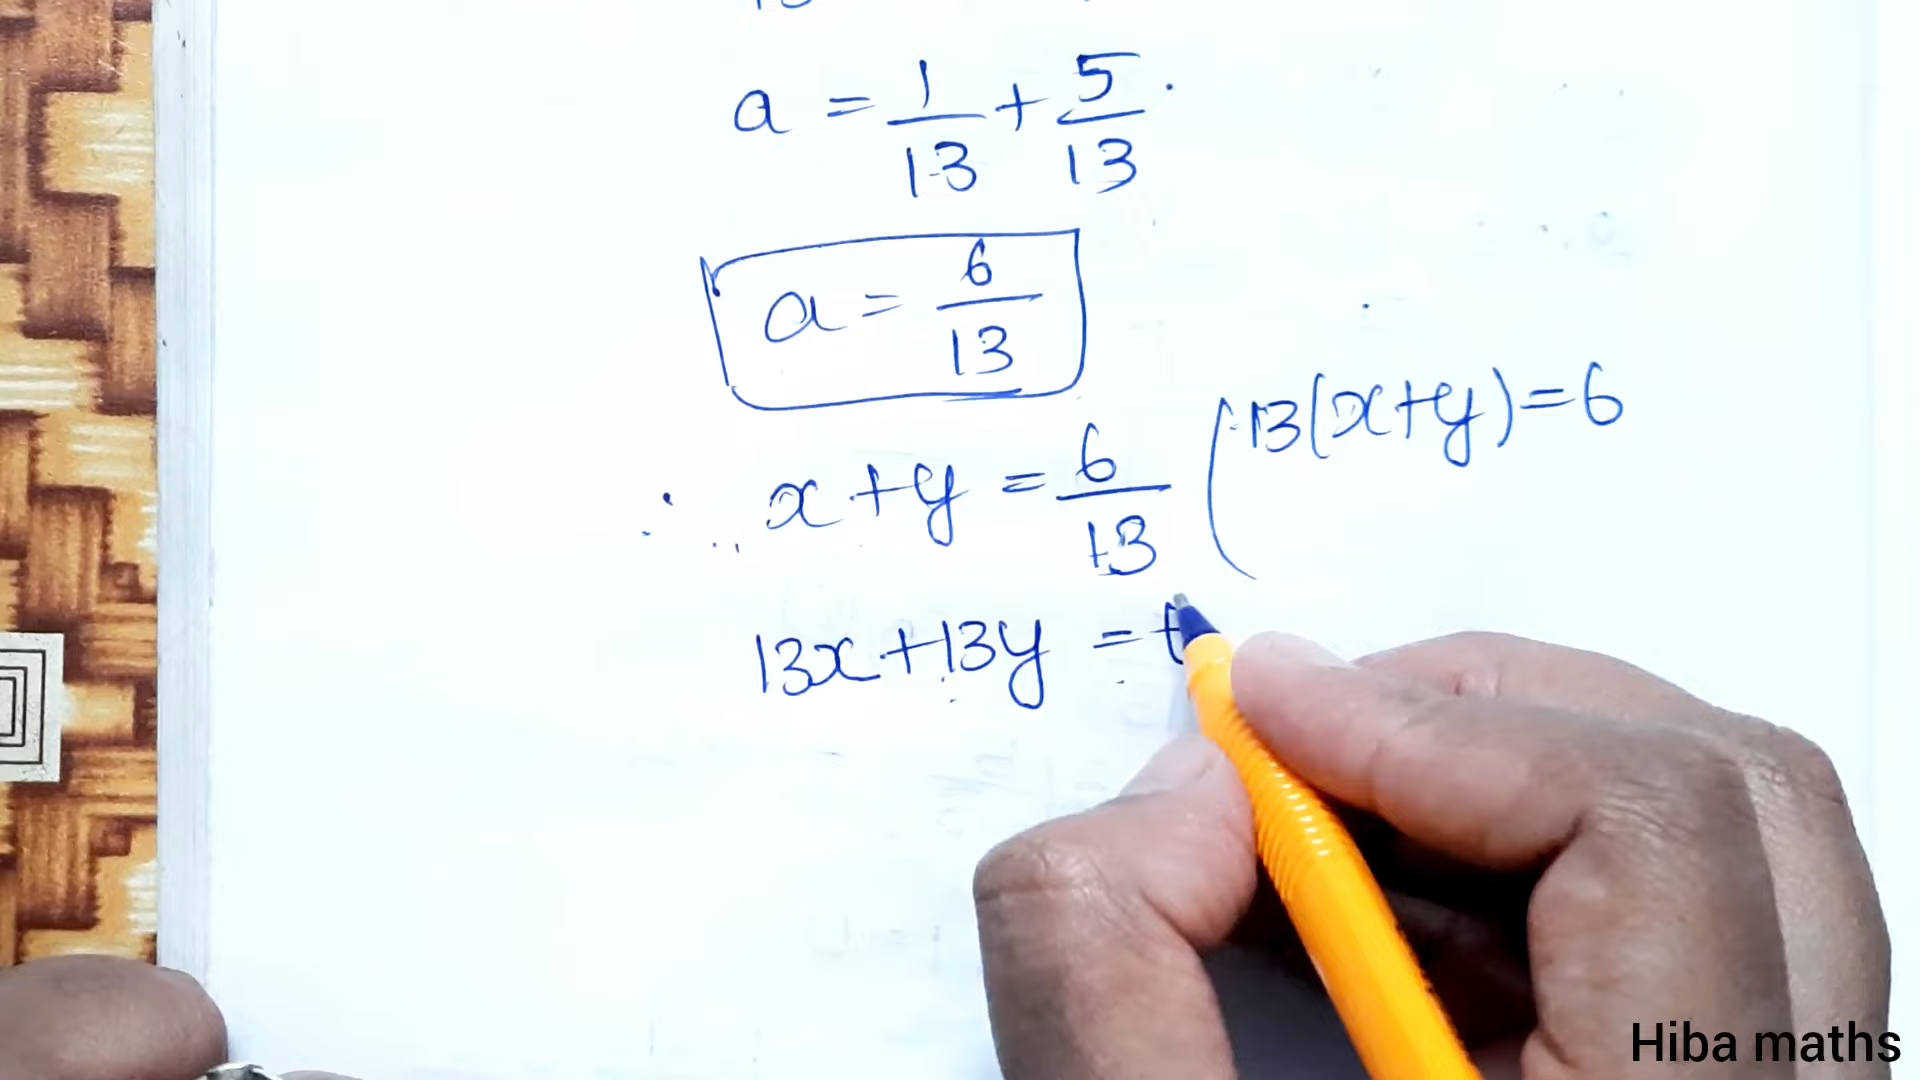 a = 1/13 + 5/13
a = 6/13
∴ x + y = 6/13 ( 13(x+y) = 6
13x + 13y =
Hiba maths